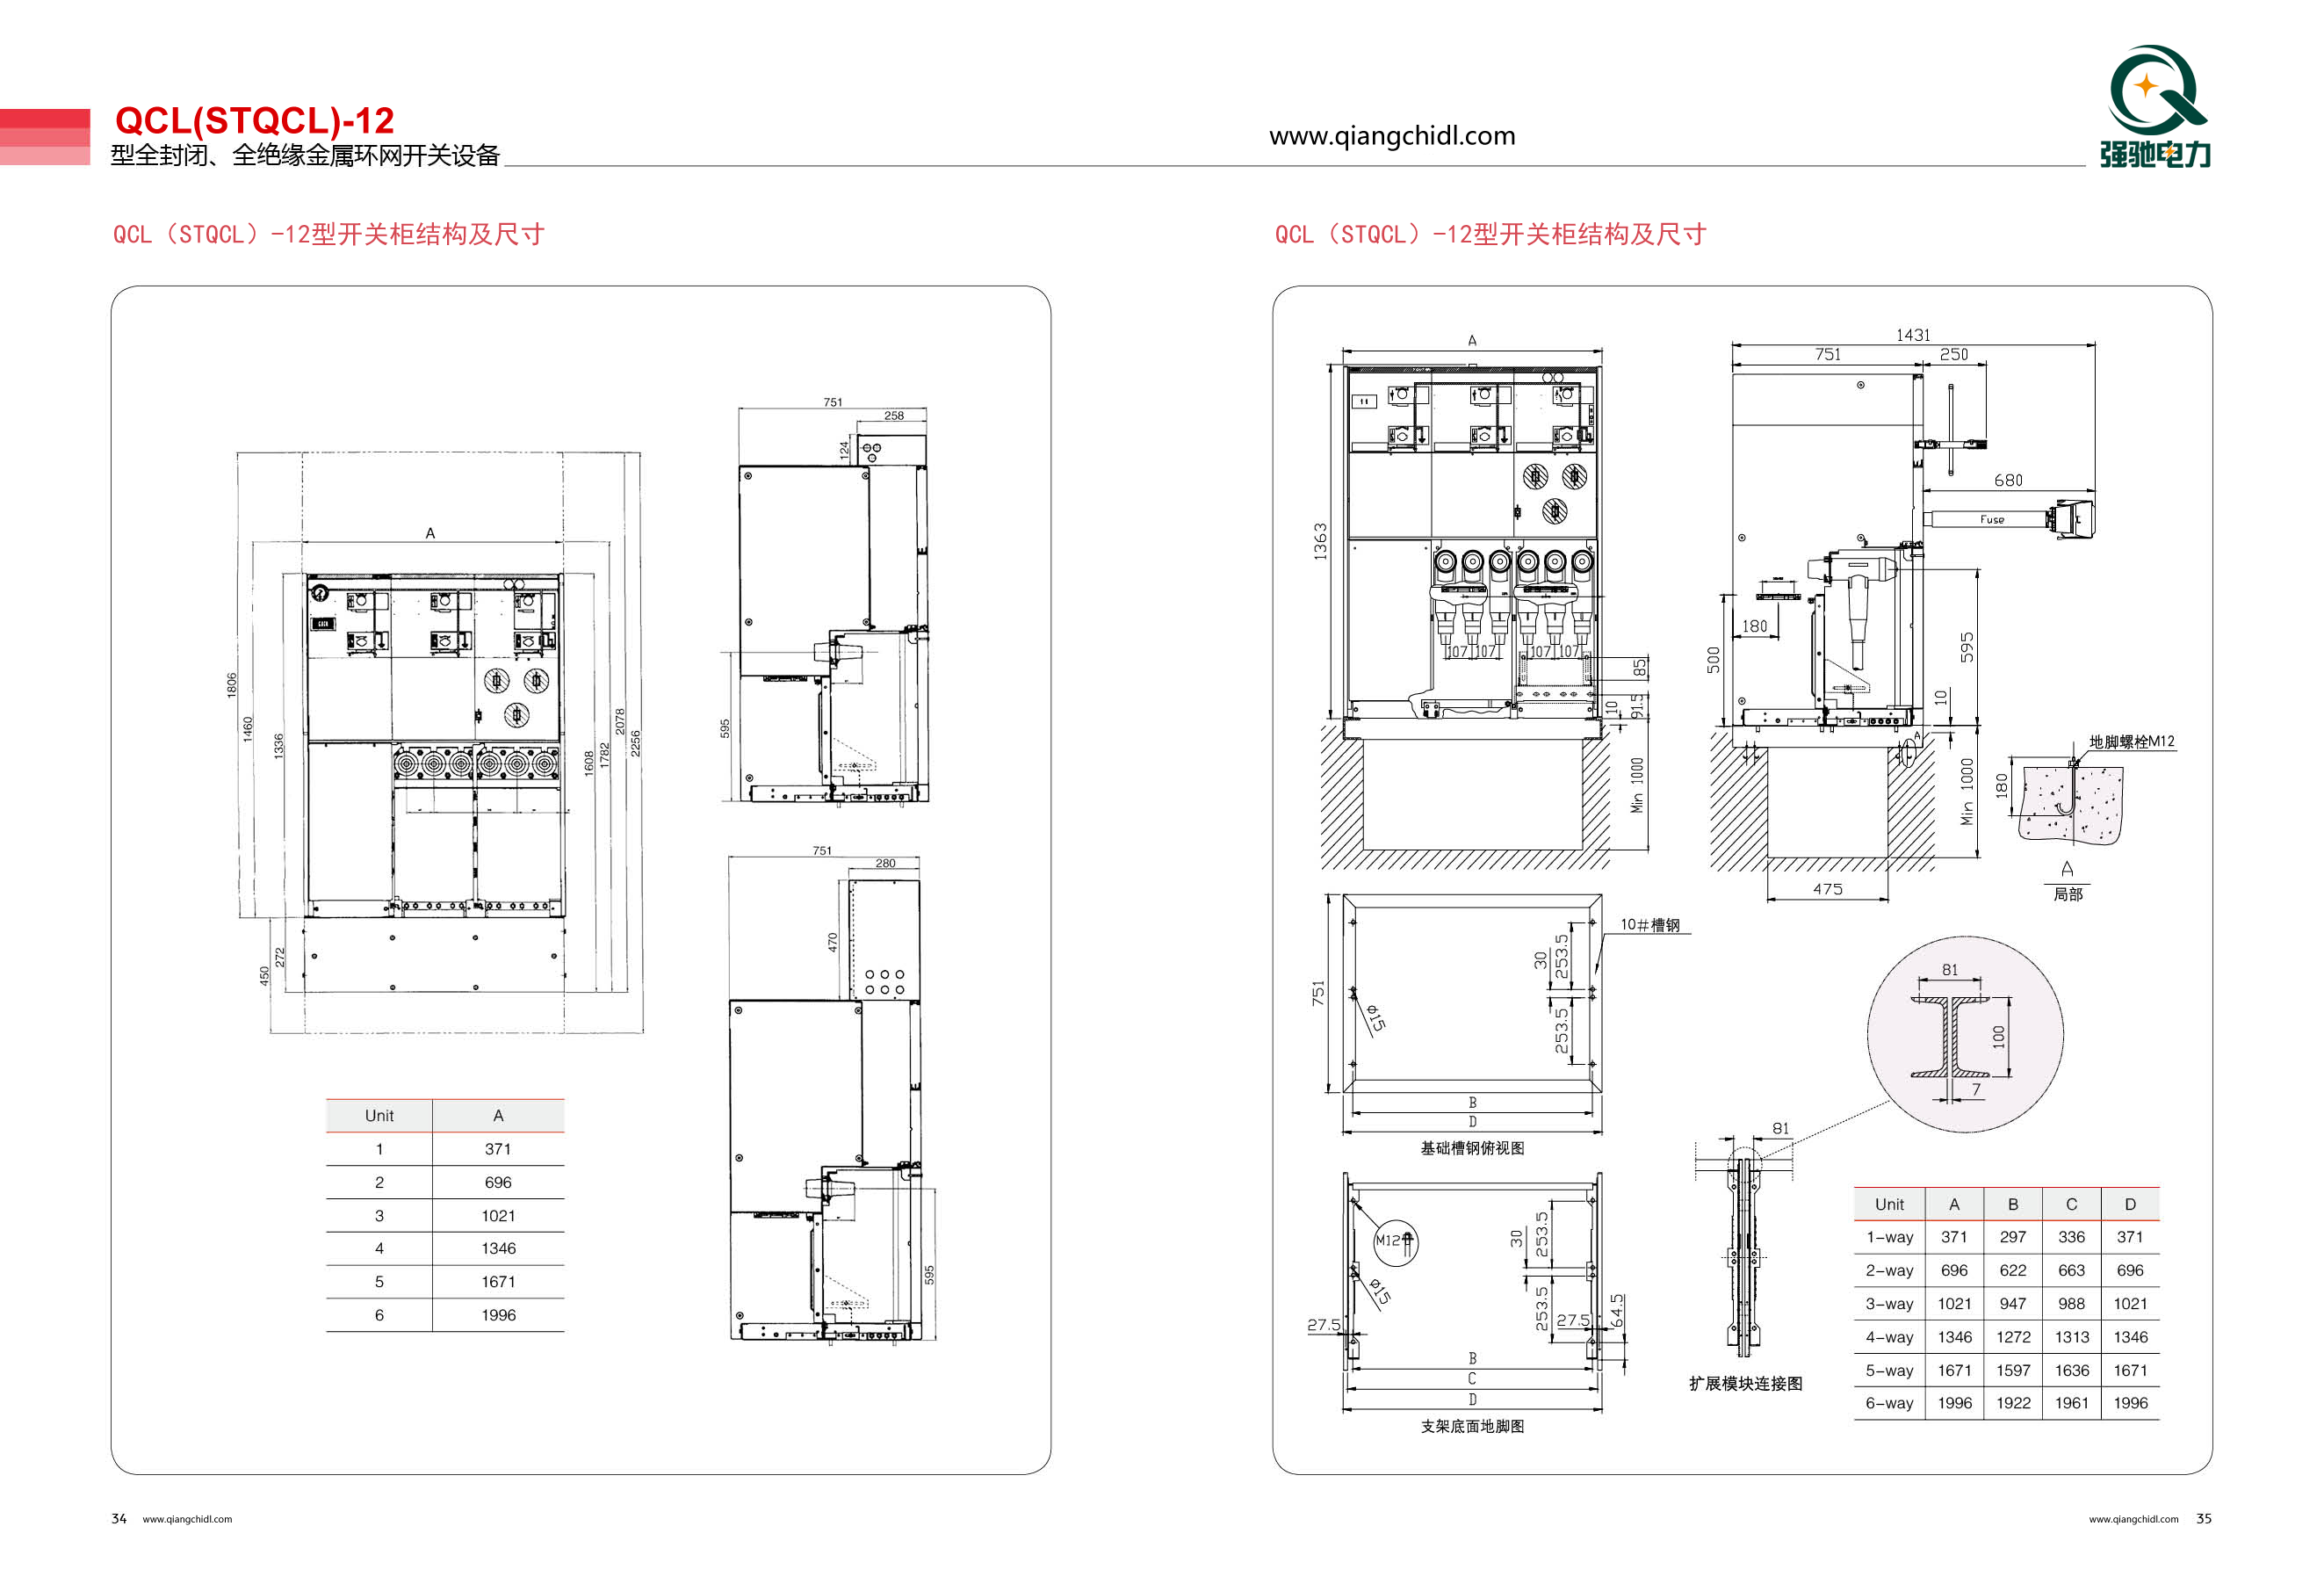 QCL(STQCL)-12
型全封闭、全绝缘金属环网开关设备
www.qiangchidl.com
强驰电力
QCL（STQCL）-12型开关柜结构及尺寸
A
1806
1460
1336
1608
1782
2078
2256
450
272
751
258
124
595
751
280
470
595
Unit A
1 371
2 696
3 1021
4 1346
5 1671
6 1996
34 www.qiangchidl.com
QCL（STQCL）-12型开关柜结构及尺寸
A
1363
107 107 107 107
85
10
91.5
Min 1000
1431
751 250
680
Fuse
180
500
595
10
A
Min 1000
475
地脚螺栓M12
180
A
局部
10#槽钢
751
30
253.5
253.5
ø15
B
D
基础槽钢俯视图
M12
ø15
30
253.5
253.5
27.5
27.5
64.5
B
C
D
支架底面地脚图
81
100
7
81
扩展模块连接图
Unit A B C D
1-way 371 297 336 371
2-way 696 622 663 696
3-way 1021 947 988 1021
4-way 1346 1272 1313 1346
5-way 1671 1597 1636 1671
6-way 1996 1922 1961 1996
www.qiangchidl.com 35